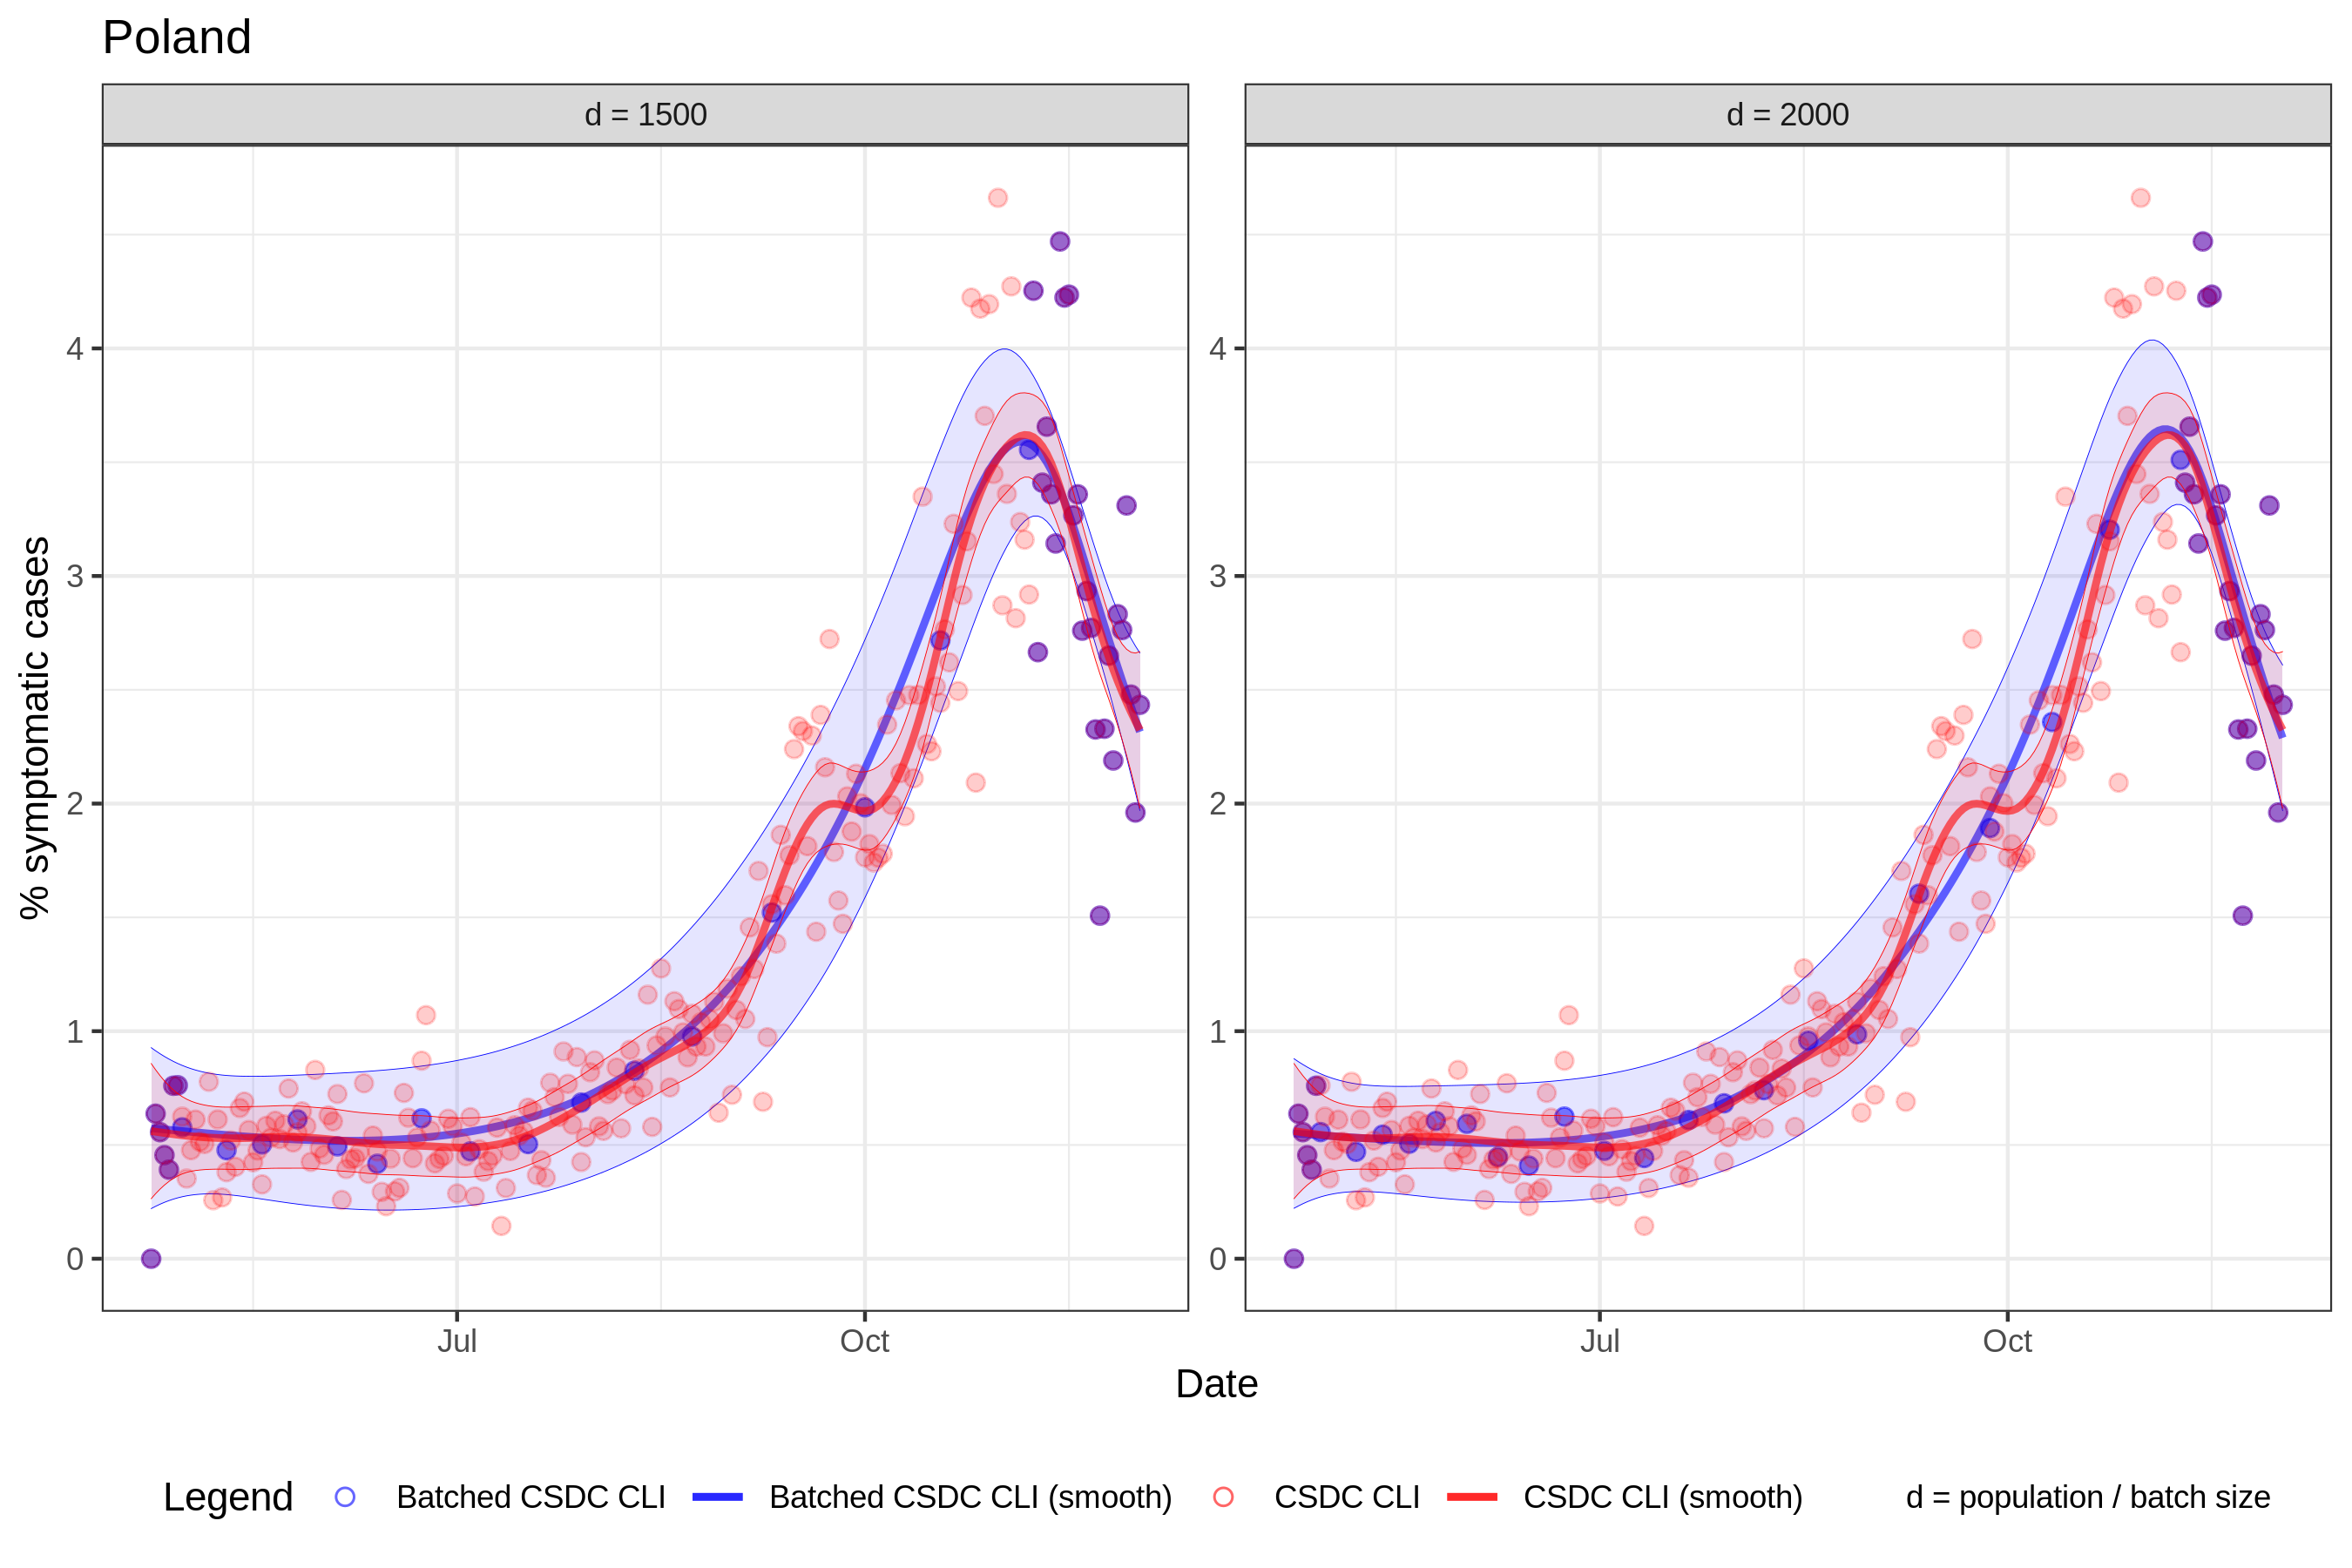 Poland
d = 1500
d = 2000
% symptomatic cases
4
3
2
1
0
4
3
2
1
0
Jul
Oct
Jul
Oct
Date
Legend
Batched CSDC CLI
Batched CSDC CLI (smooth)
CSDC CLI
CSDC CLI (smooth)
d = population / batch size